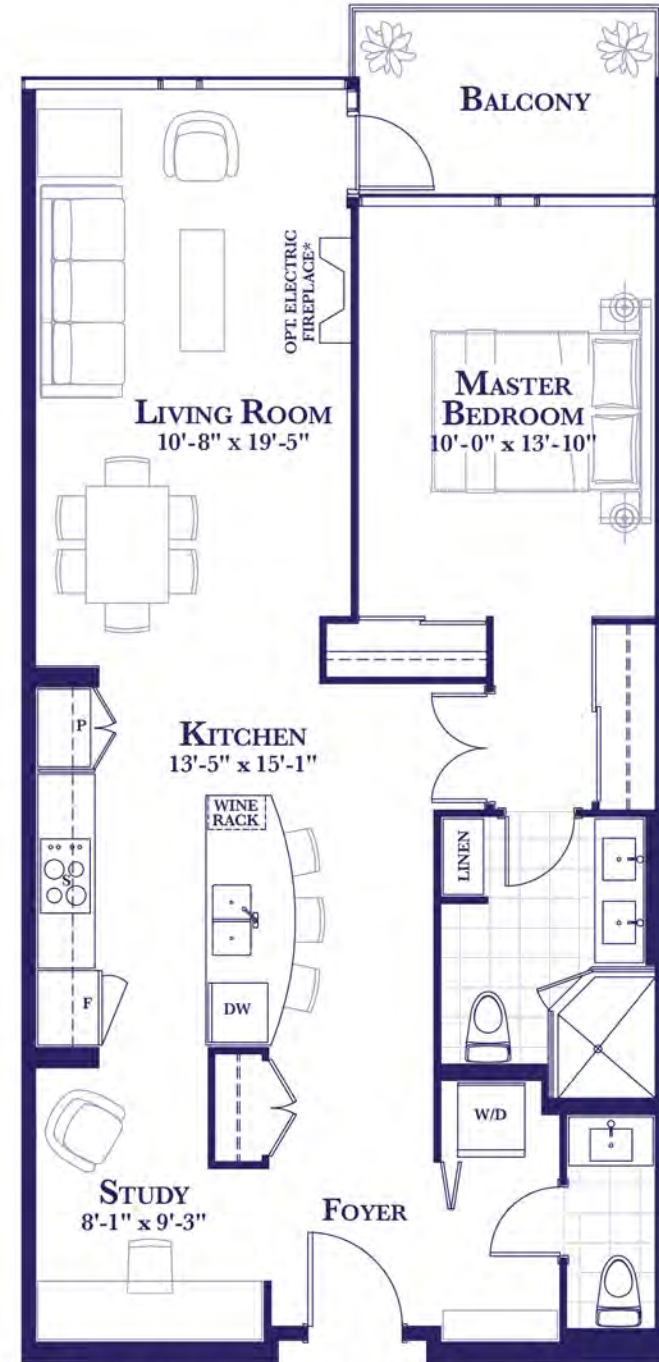 BALCONY
OPT. ELECTRIC
FIREPLACE*
LIVING ROOM
10'-8" x 19'-5"
MASTER
BEDROOM
10'-0" x 13'-10"
P
KITCHEN
13'-5" x 15'-1"
WINE
RACK
LINEN
S
F
DW
W/D
STUDY
8'-1" x 9'-3"
FOYER